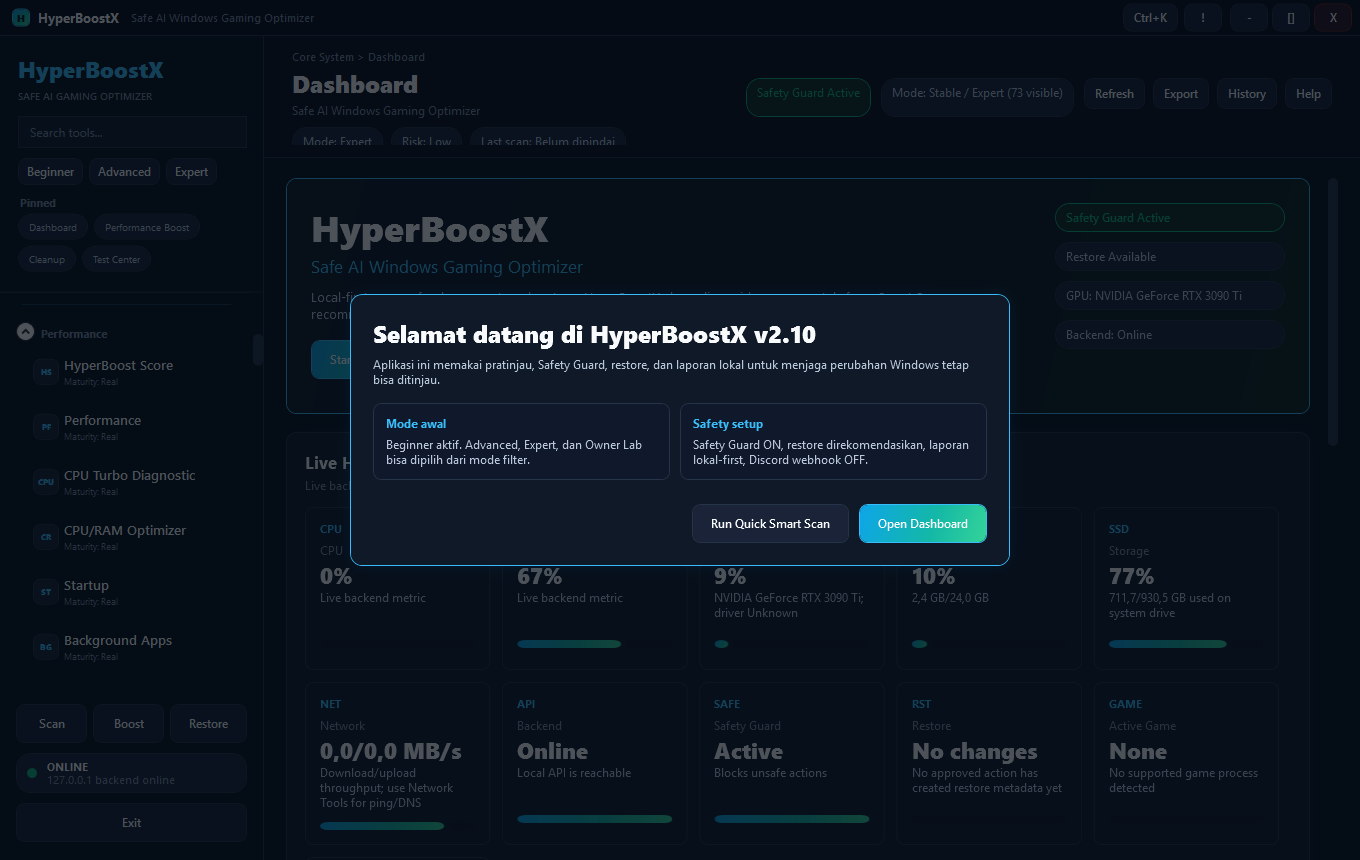 H HyperBoostX Safe AI Windows Gaming Optimizer Ctrl+K ! - [] X
HyperBoostX
SAFE AI GAMING OPTIMIZER
Search tools...
Beginner Advanced Expert
Pinned
Dashboard Performance Boost
Cleanup Test Center
Performance
HS HyperBoost Score
Maturity: Real
PF Performance
Maturity: Real
CPU CPU Turbo Diagnostic
Maturity: Real
CR CPU/RAM Optimizer
Maturity: Real
ST Startup
Maturity: Real
BG Background Apps
Maturity: Real
Scan Boost Restore
ONLINE
127.0.0.1 backend online
Exit
Core System > Dashboard
Dashboard
Safe AI Windows Gaming Optimizer
Mode: Expert Risk: Low Last scan: Belum dipindai
Safety Guard Active Mode: Stable / Expert (73 visible) Refresh Export History Help
HyperBoostX
Safe AI Windows Gaming Optimizer
Safety Guard Active
Restore Available
GPU: NVIDIA GeForce RTX 3090 Ti
Backend: Online
Selamat datang di HyperBoostX v2.10
Aplikasi ini memakai pratinjau, Safety Guard, restore, dan laporan lokal untuk menjaga perubahan Windows tetap
bisa ditinjau.
Mode awal
Beginner aktif. Advanced, Expert, dan Owner Lab
bisa dipilih dari mode filter.
Safety setup
Safety Guard ON, restore direkomendasikan, laporan
lokal-first, Discord webhook OFF.
Run Quick Smart Scan Open Dashboard
Live
CPU
CPU
0%
Live backend metric
67%
Live backend metric
9%
NVIDIA GeForce RTX 3090 Ti;
driver Unknown
10%
2,4 GB/24,0 GB
SSD
Storage
77%
711,7/930,5 GB used on
system drive
NET
Network
0,0/0,0 MB/s
Download/upload
throughput; use Network
Tools for ping/DNS
API
Backend
Online
Local API is reachable
SAFE
Safety Guard
Active
Blocks unsafe actions
RST
Restore
No changes
No approved action has
created restore metadata yet
GAME
Active Game
None
No supported game process
detected